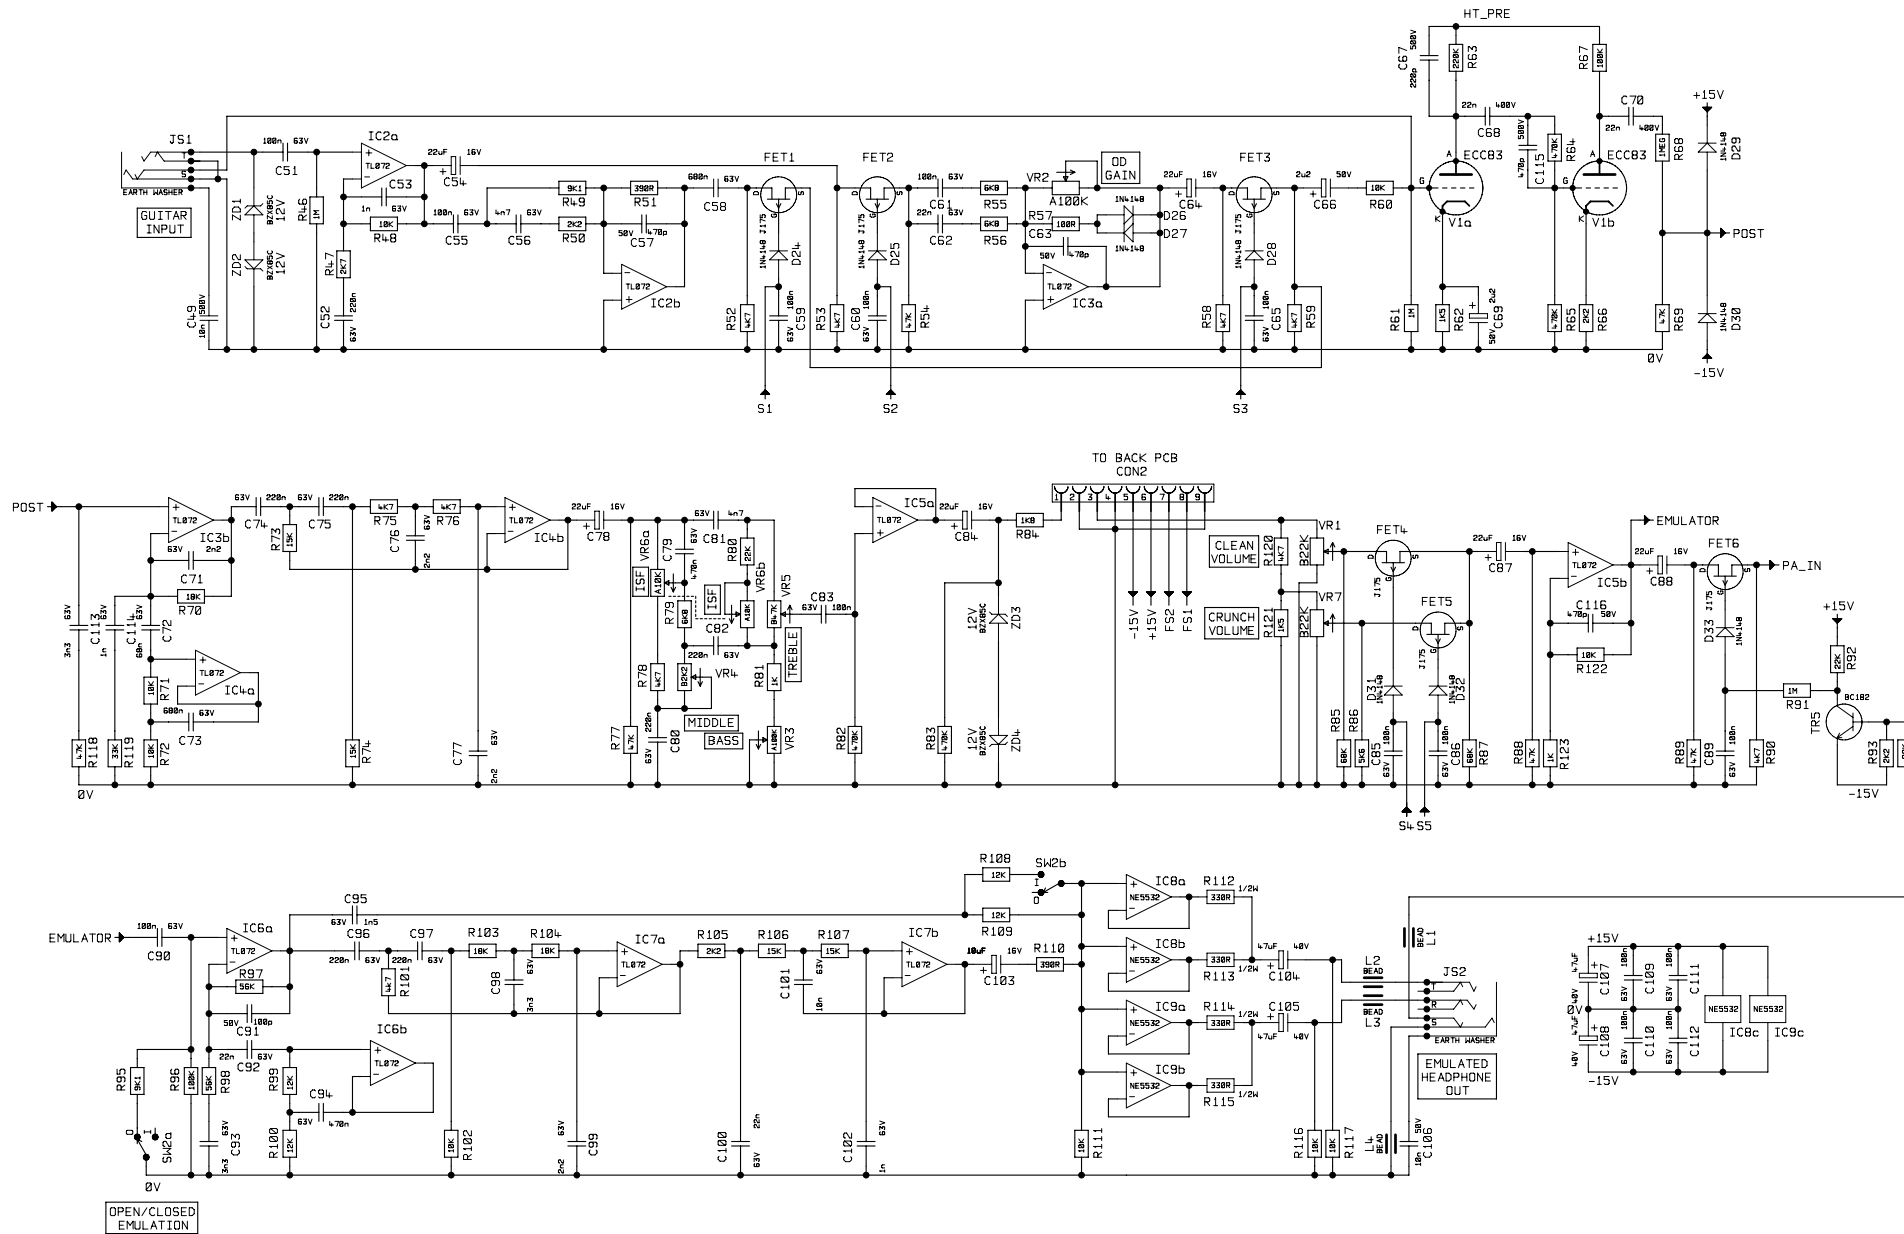 HT_PRE
C67 220p 500V
R63 220K
R67 100K
JS1
T
S
EARTH WASHER
GUITAR INPUT
C49 10n 500V
ZD1 BZX85C 12V
ZD2 BZX85C 12V
100n 63V C51
R46 1M
IC2a TL072
C53 1n 63V
10K R48
R47 2K7
C52 63V 220n
22uF 16V C54
100n 63V C55
4n7 63V C56
9K1 R49
2K2 R50
390R R51
50V 470p C57
TL072 IC2b
680n 63V C58
FET1
D S G
J175
1N4148 D24
R52 4K7
C59 63V 100n
R53 4K7
FET2
D S G
J175
1N4148 D25
C60 63V 100n
R54 47K
100n 63V C61
22n 63V C62
6K8 R55
6K8 R56
VR2 A100K
OD GAIN
R57 100R
C63 50V 470p
1N4148 D26
D27 1N4148
TL072 IC3a
22uF 16V C64
FET3
D S G
J175
1N4148 D28
R58 4K7
C65 63V 100n
R59 4K7
2u2 50V C66
10K R60
R61 1M
A G K
ECC83 V1a
1K5 R62
C69 50V 2u2
22n 400V C68
C115 470p 500V
R64 470K
R65 470K
A G K
ECC83 V1b
R66 2K2
C70 22n 400V
R68 1MEG
R69 47K
POST
+15V
1N4148 D29
1N4148 D30
-15V
0V
S1
S2
S3
POST
C113 3n3 63V
R118 47K
C114 1n 63V
R119 33K
TL072 IC3b
63V 2n2 C71
18K R70
C72 68n 63V
R71 10K
TL072 IC4a
680n 63V C73
R72 10K
0V
63V 220n C74
R73 15K
63V 220n C75
R74 15K
4K7 R75
C76 63V 2n2
4K7 R76
C77 63V 2n2
TL072 IC4b
22uF 16V C78
R77 47K
VR6a A10K
ISF
R78 4K7
C79 470n 63V
R79 6K8
C80 63V 220n
63V 4n7 C81
R80 22K
VR6b A10K
ISF
C82 220n 63V
B2K2 VR4
MIDDLE
BASS
VR5 B47K
TREBLE
R81 1K
A100K VR3
C83 63V 100n
R82 470K
IC5a TL072
22uF 16V C84
R83 470K
12V BZX85C ZD3
12V BZX85C ZD4
1K8 R84
TO BACK PCB
CON2
1 2 3 4 5 6 7 8 9
-15V
+15V
FS2
FS1
CLEAN VOLUME
CRUNCH VOLUME
R120 4K7
R121 1K5
VR1 B22K
VR7 B22K
R85 68K
R86 5K6
FET4
D S G
J175
D31 1N4148
C85 63V 100n
FET5
D S G
J175
1N4148 D32
C86 63V 100n
R87 68K
S4 S5
22uF 16V C87
R88 47K
TL072 IC5b
C116 470p 50V
10K R122
R123 1K
EMULATOR
22uF 16V C88
R89 47K
FET6
D S G
PA_IN
D33 1N4148
C89 63V 100n
R90 4K7
1M R91
+15V
22K R92
BC182 TR5
R93 2K2
-15V
EMULATOR
100n 63V C90
R95 9K1
SW2a
O I
0V
OPEN/CLOSED EMULATION
R96 100K
IC6a TL072
R97 56K
50V 100p C91
22n 63V C92
R98 56K
C93 3n3 63V
R99 12K
C94 63V 470n
R100 12K
IC6b TL072
C95 63V 1n5
C96 220n 63V
C97 220n 63V
R101 4k7
R102 10K
R103 18K
C98 3n3 63V
R104 18K
C99 2n2 63V
IC7a TL072
R105 2K2
C100 63V 22n
R106 15K
C101 10n 63V
R107 15K
C102 1n 63V
IC7b TL072
10uF 16V C103
R110 390R
R108 12K
12K R109
SW2b
I O
R111 10K
IC8a NE5532
IC8b NE5532
IC9a NE5532
IC9b NE5532
R112 330R 1/2W
330R R113 1/2W
R114 330R 1/2W
330R R115 1/2W
47uF 40V C104
C105 47uF 40V
R116 10K
R117 10K
BEAD L1
L2 BEAD
BEAD L3
L4 BEAD
C106 10n 50V
JS2
T
R
S
EARTH WASHER
EMULATED HEADPHONE OUT
+15V
0V
-15V
C107 40V 47uF
C108 40V 47uF
C109 63V 100n
C110 63V 100n
C111 63V 100n
C112 63V 100n
NE5532 IC8c
NE5532 IC9c